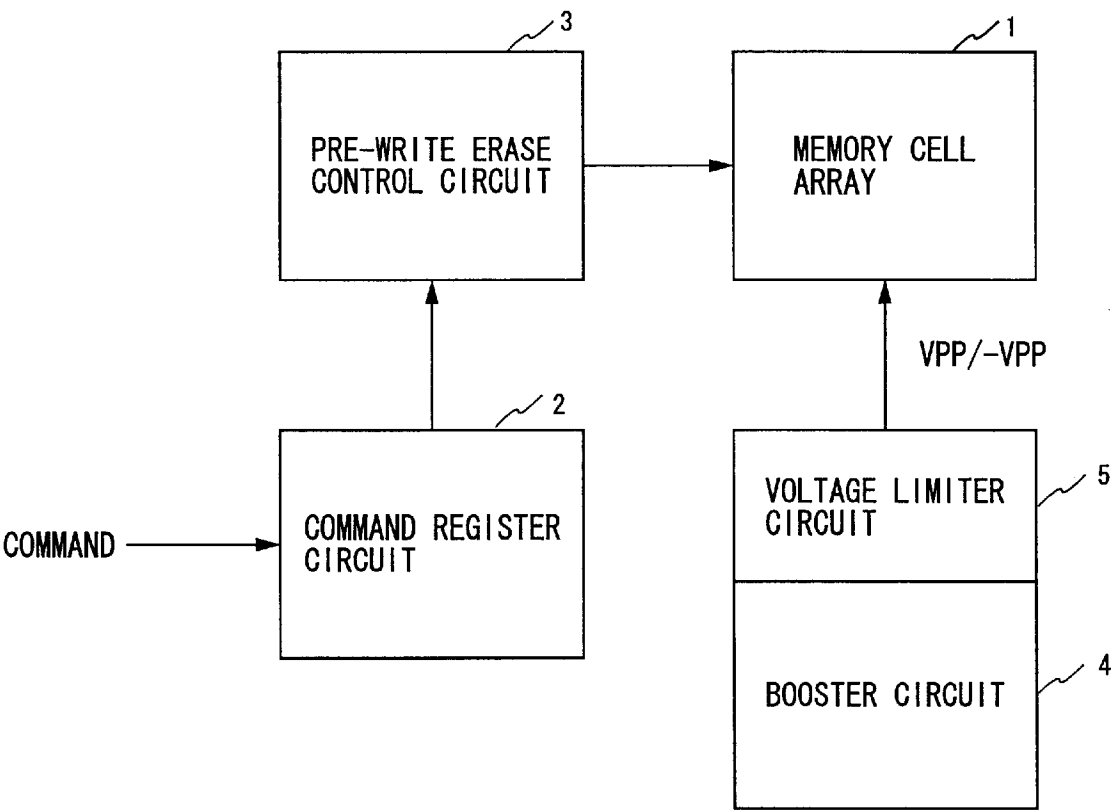 3
1
PRE-WRITE ERASE
CONTROL CIRCUIT
MEMORY CELL
ARRAY
VPP/-VPP
2
COMMAND
COMMAND REGISTER
CIRCUIT
VOLTAGE LIMITER
CIRCUIT
5
BOOSTER CIRCUIT
4